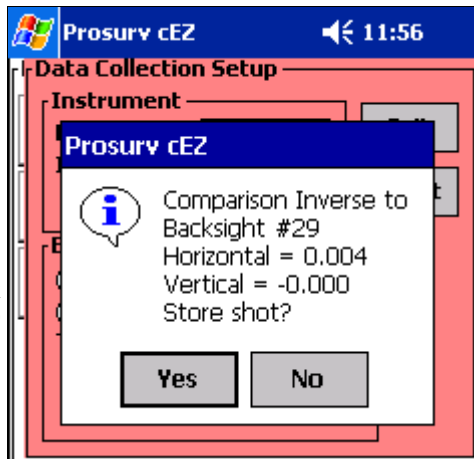 Prosurv cEZ 11:56
Data Collection Setup
Instrument
Prosurv cEZ
Comparison Inverse to
Backsight #29
Horizontal = 0.004
Vertical = -0.000
Store shot?
Yes No